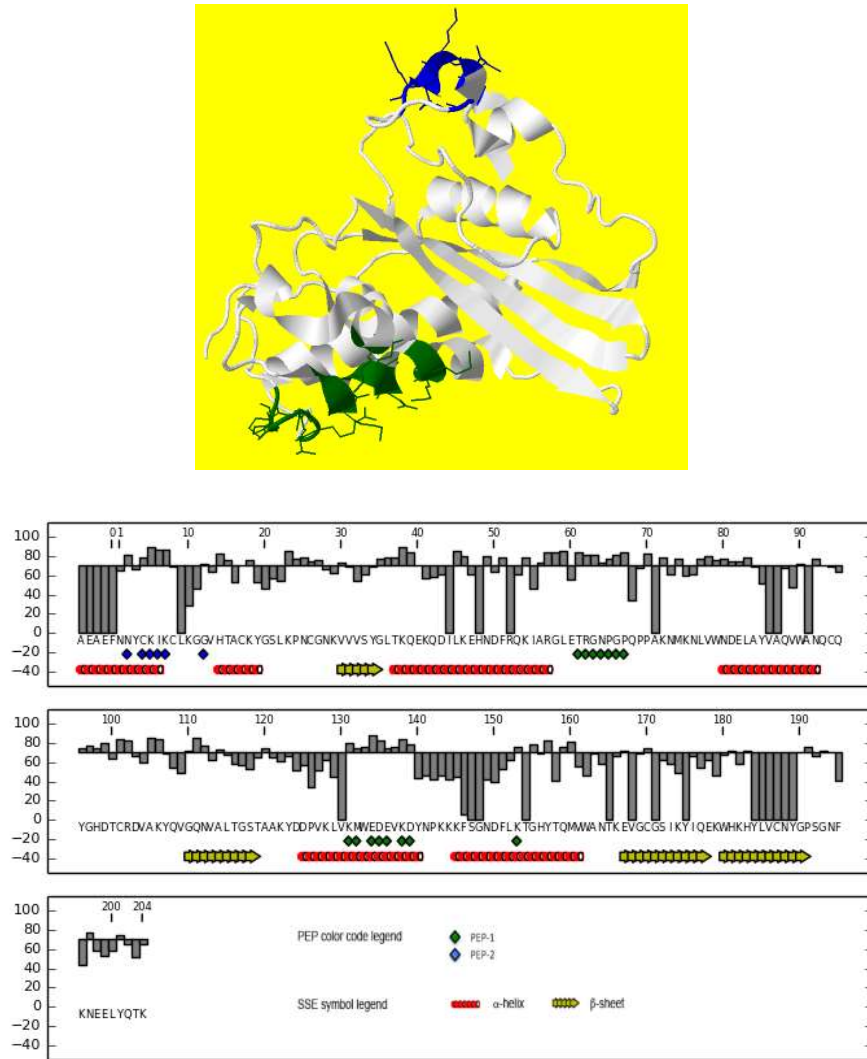 100
80
60
40
20
0
−20
−40
0 1 10 20 30 40 50 60 70 80 90
AEAEFNNYCKIKCLKGGVHTACKYGSLKPNCGNKVVVSYGLTKQEKQDILKEHNDFRQKIARGLETRGNPGPQPPAKNMKNLVWNDELAYVAQVWANQCQ
100
80
60
40
20
0
−20
−40
100 110 120 130 140 150 160 170 180 190
YGHDTCRDVAKYQVGQNVALTGSTAAKYDDPVKLVKMWEDEVKDYNPKKKFSGNDFLKTGHYTQMVWANTKEVGCGSIKYIQEKWHKHYLVCNYGPSGNF
100
80
60
40
20
0
−20
−40
200 204
KNEELYQTK
PEP color code legend
PEP-1
PEP-2
SSE symbol legend
α-helix
β-sheet